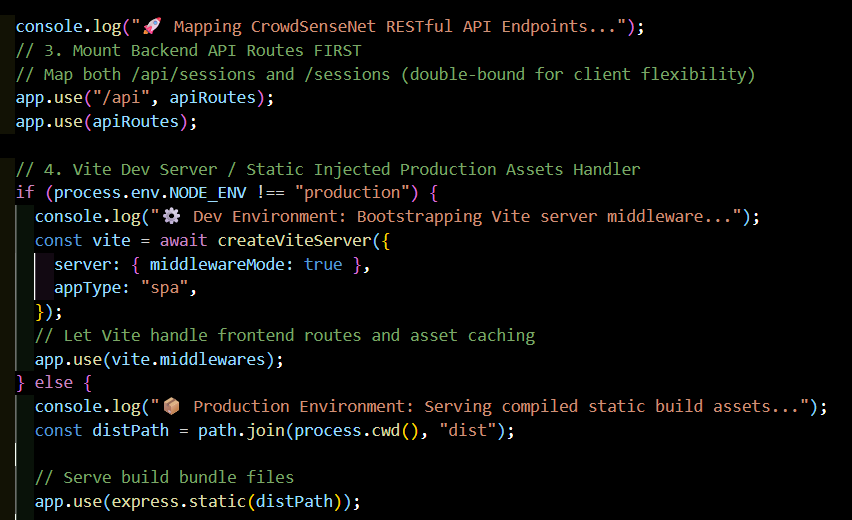 console.log("🚀 Mapping CrowdSenseNet RESTful API Endpoints...");
// 3. Mount Backend API Routes FIRST
// Map both /api/sessions and /sessions (double-bound for client flexibility)
app.use("/api", apiRoutes);
app.use(apiRoutes);

// 4. Vite Dev Server / Static Injected Production Assets Handler
if (process.env.NODE_ENV !== "production") {
  console.log("⚙️ Dev Environment: Bootstrapping Vite server middleware...");
  const vite = await createViteServer({
    server: { middlewareMode: true },
    appType: "spa",
  });
  // Let Vite handle frontend routes and asset caching
  app.use(vite.middlewares);
} else {
  console.log("📦 Production Environment: Serving compiled static build assets...");
  const distPath = path.join(process.cwd(), "dist");

  // Serve build bundle files
  app.use(express.static(distPath));